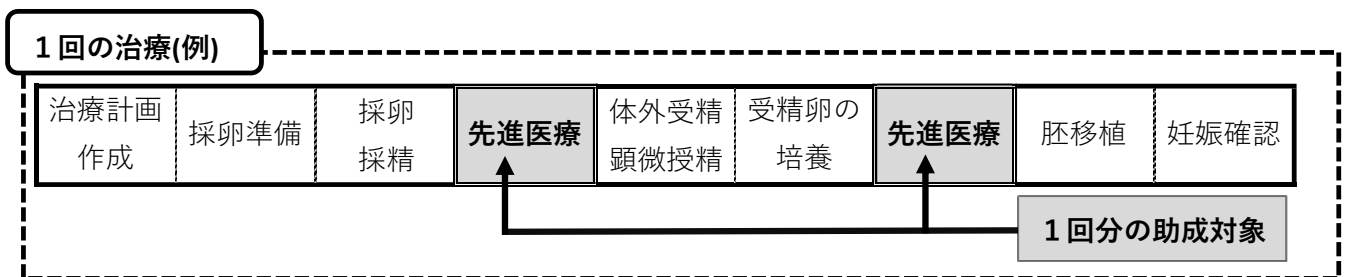 １回の治療(例)
治療計画
作成
採卵準備
採卵
採精
先進医療
体外受精
顕微授精
受精卵の
培養
先進医療
胚移植
妊娠確認
１回分の助成対象